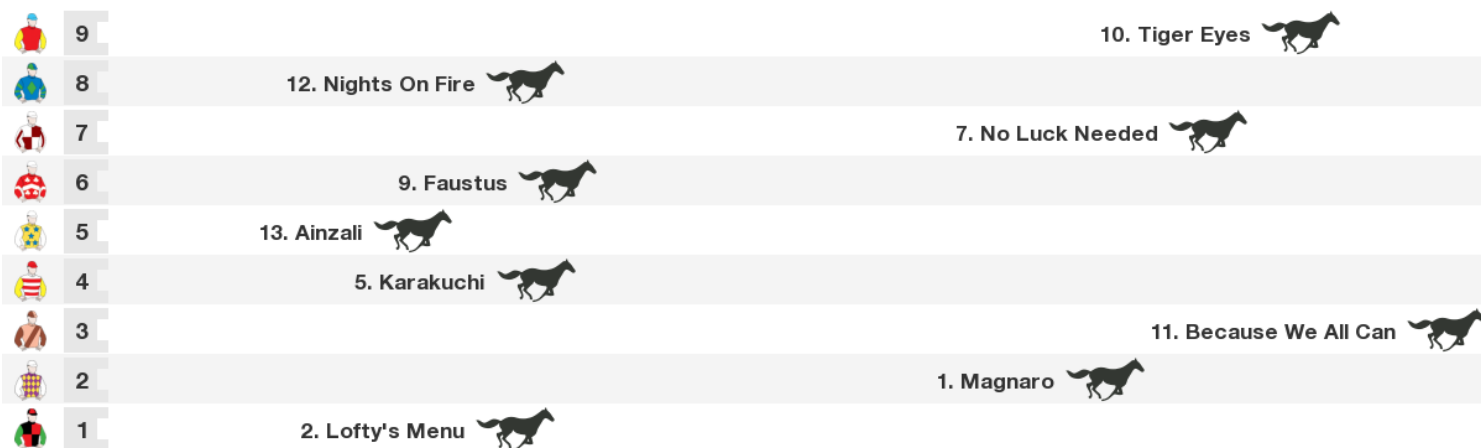 9 10. Tiger Eyes
8 12. Nights On Fire
7 7. No Luck Needed
6 9. Faustus
5 13. Ainzali
4 5. Karakuchi
3 11. Because We All Can
2 1. Magnaro
1 2. Lofty's Menu